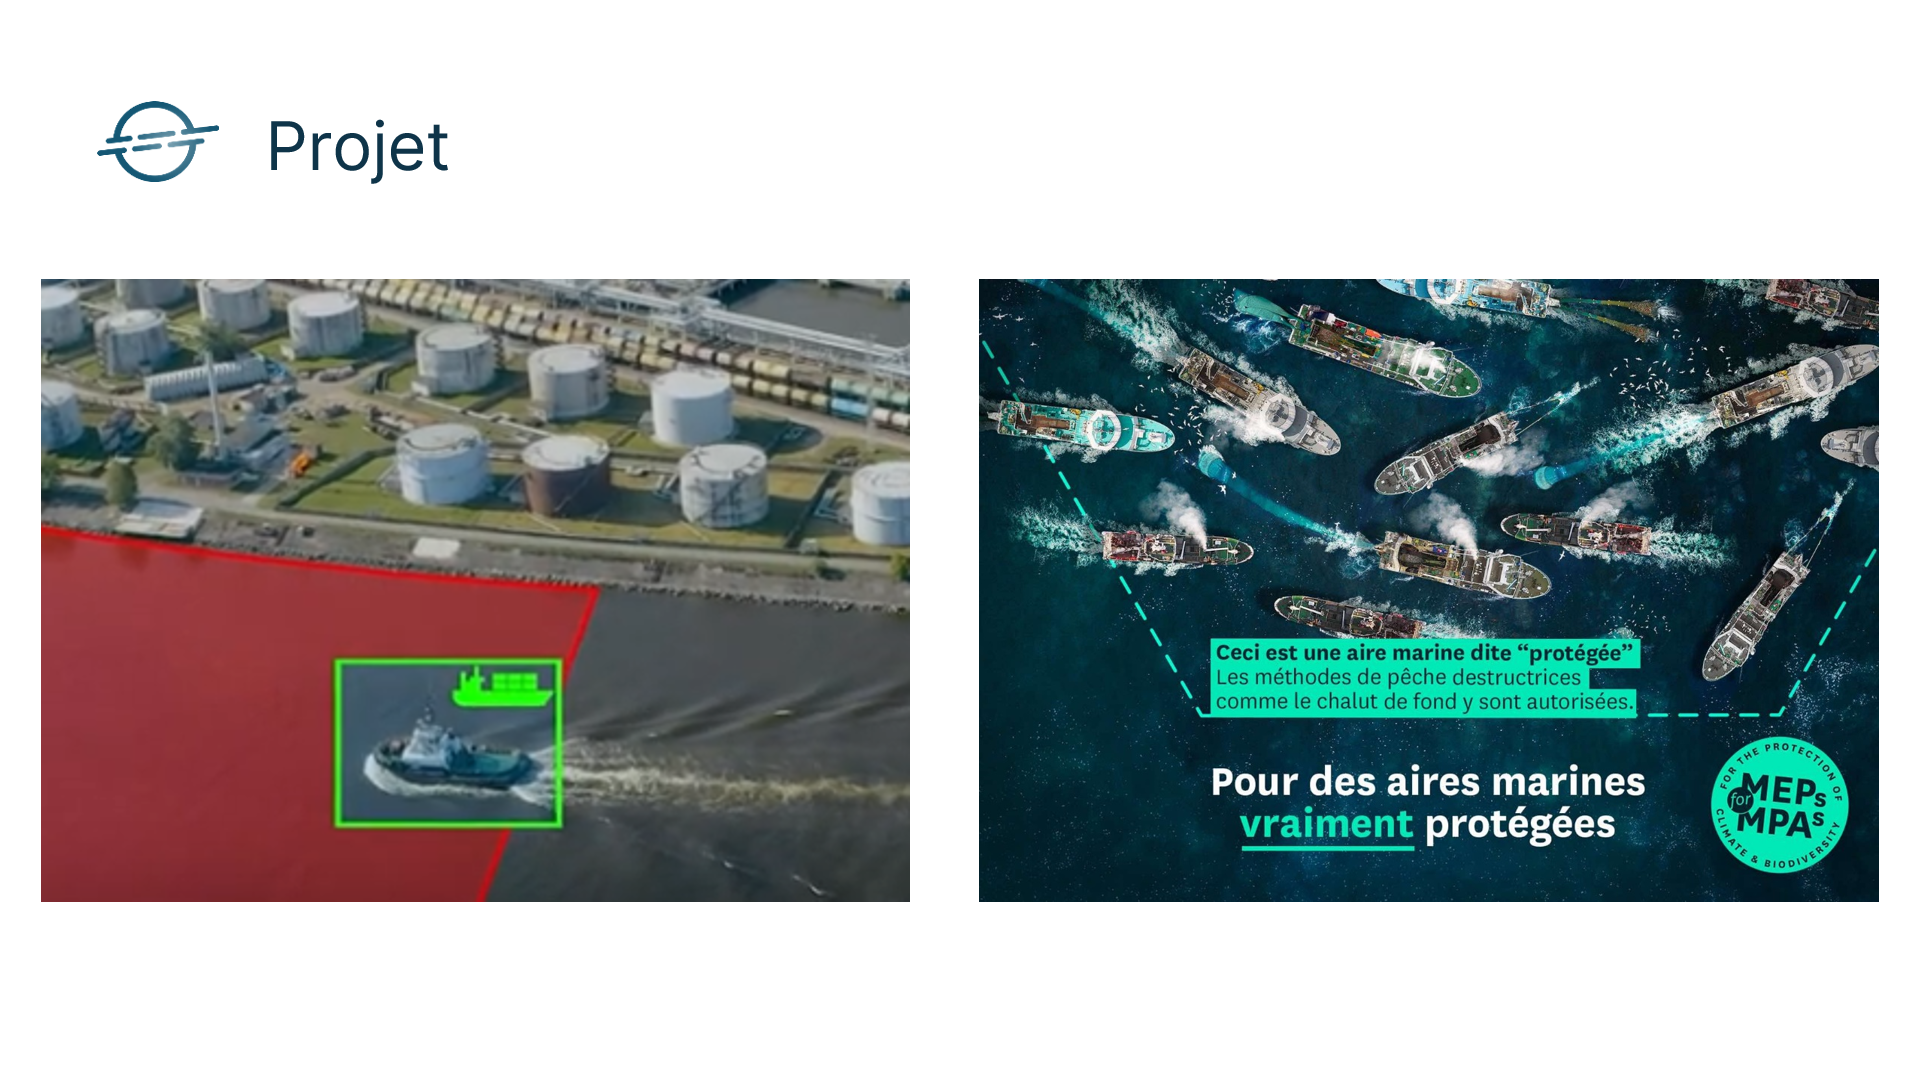 Projet
Ceci est une aire marine dite “protégée”
Les méthodes de pêche destructrices
comme le chalut de fond y sont autorisées.
Pour des aires marines
vraiment protégées
FOR THE PROTECTION OF
MEPs
for
MPAs
CLIMATE & BIODIVERSITY